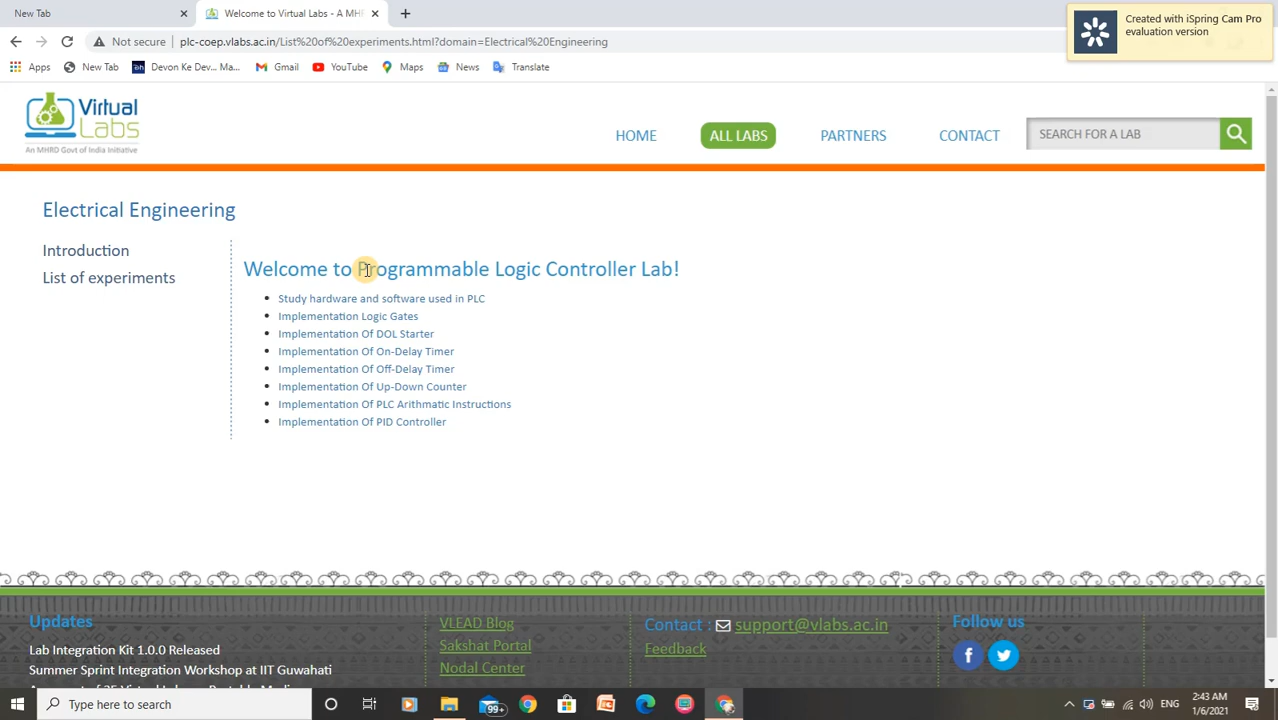 New Tab
Welcome to Virtual Labs - A MHR
Created with iSpring Cam Pro
evaluation version
Not secure
plc-coep.vlabs.ac.in/List%20of%20experiments.html?domain=Electrical%20Engineering
Apps
New Tab
Devon Ke Dev... Ma...
Gmail
YouTube
Maps
News
Translate
Virtual
Labs
An MHRD Govt of India Initiative
HOME
ALL LABS
PARTNERS
CONTACT
SEARCH FOR A LAB
Electrical Engineering
Introduction
List of experiments
Welcome to Programmable Logic Controller Lab!
Study hardware and software used in PLC
Implementation Logic Gates
Implementation Of DOL Starter
Implementation Of On-Delay Timer
Implementation Of Off-Delay Timer
Implementation Of Up-Down Counter
Implementation Of PLC Arithmatic Instructions
Implementation Of PID Controller
Updates
Lab Integration Kit 1.0.0 Released
Summer Sprint Integration Workshop at IIT Guwahati
VLEAD Blog
Sakshat Portal
Nodal Center
Contact : support@vlabs.ac.in
Feedback
Follow us
Type here to search
99+
ENG
2:43 AM
1/6/2021